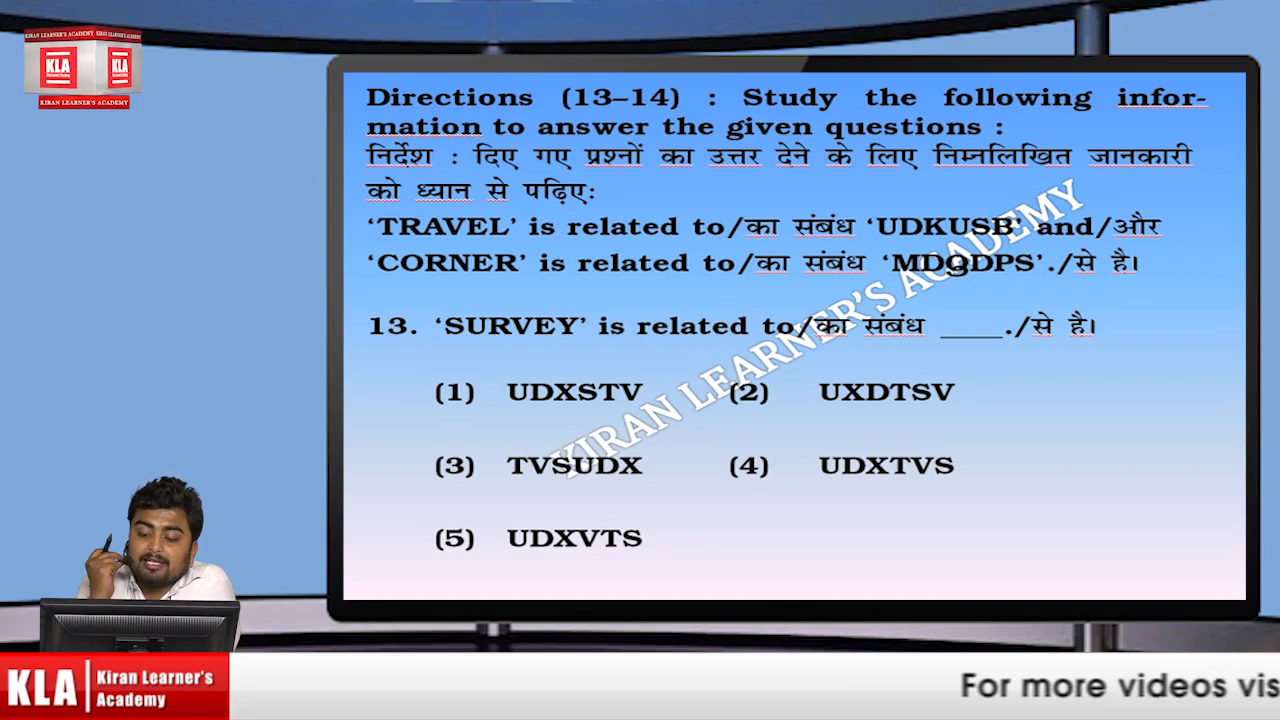 KIRAN LEARNER'S ACADEMY KIRAN LEARNER'S ACADEMY
KLA KLA
KIRAN LEARNER'S ACADEMY
Directions (13–14) : Study the following infor-
mation to answer the given questions :
निर्देश : दिए गए प्रश्नों का उत्तर देने के लिए निम्नलिखित जानकारी
को ध्यान से पढ़िए:
‘TRAVEL’ is related to/का संबंध ‘UDKUSB’ and/और
‘CORNER’ is related to/का संबंध ‘MDQDPS’./से है।
13. ‘SURVEY’ is related to/का संबंध ____./से है।
(1) UDXSTV (2) UXDTSV
(3) TVSUDX (4) UDXTVS
(5) UDXVTS
KIRAN LEARNER'S ACADEMY
KLA Kiran Learner's
Academy
For more videos vis